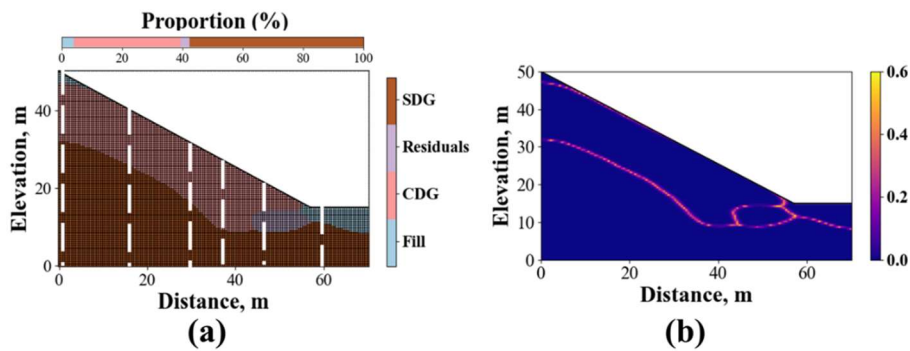 Proportion (%)
0 20 40 60 80 100
Elevation, m
40
20
0
0 20 40 60
Distance, m
SDG
Residuals
CDG
Fill
(a)
Elevation, m
50
40
30
20
10
0
0 20 40 60
Distance, m
0.6
0.4
0.2
0.0
(b)